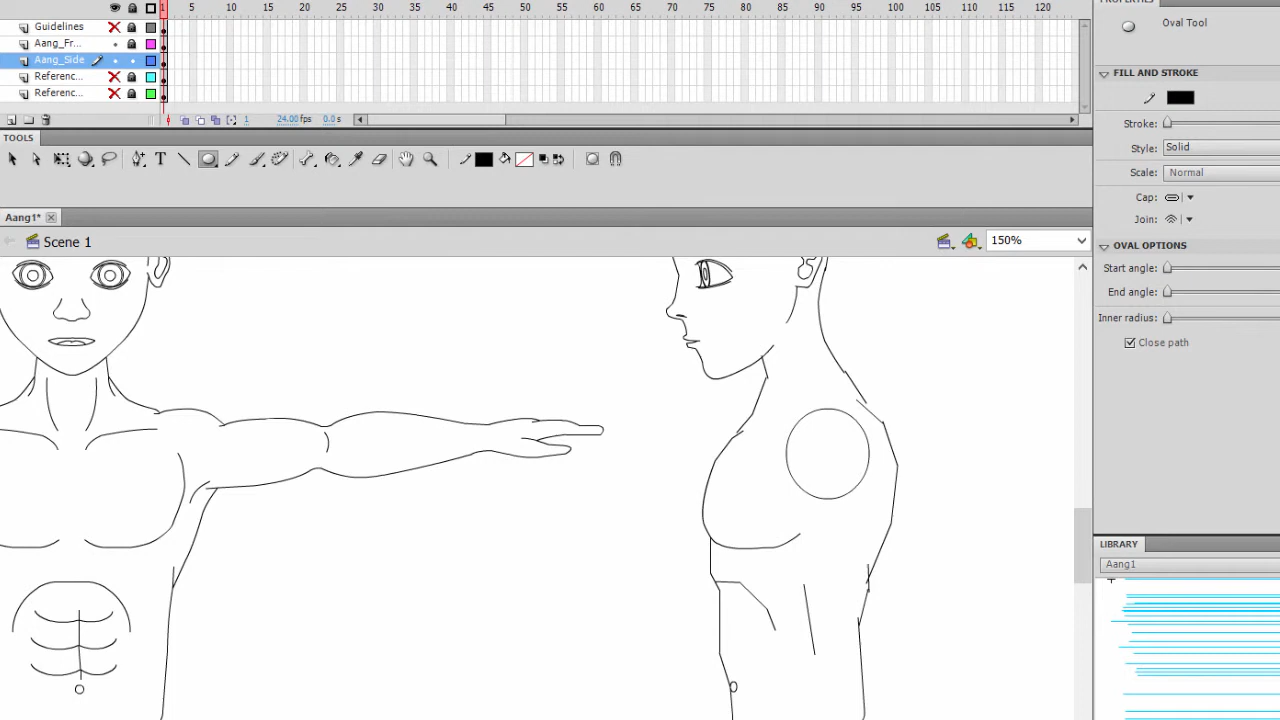 1 5 10 15 20 25 30 35 40 45 50 55 60 65 70 75 80 85 90 95 100 105 110 115 120
Guidelines
Aang_Fr...
Aang_Side
Referenc...
Referenc...
1 24.00 fps 0.0 s
TOOLS
Aang1*
Scene 1
150%
PROPERTIES
Oval Tool
FILL AND STROKE
Stroke:
Style: Solid
Scale: Normal
Cap:
Join:
OVAL OPTIONS
Start angle:
End angle:
Inner radius:
Close path
LIBRARY
Aang1